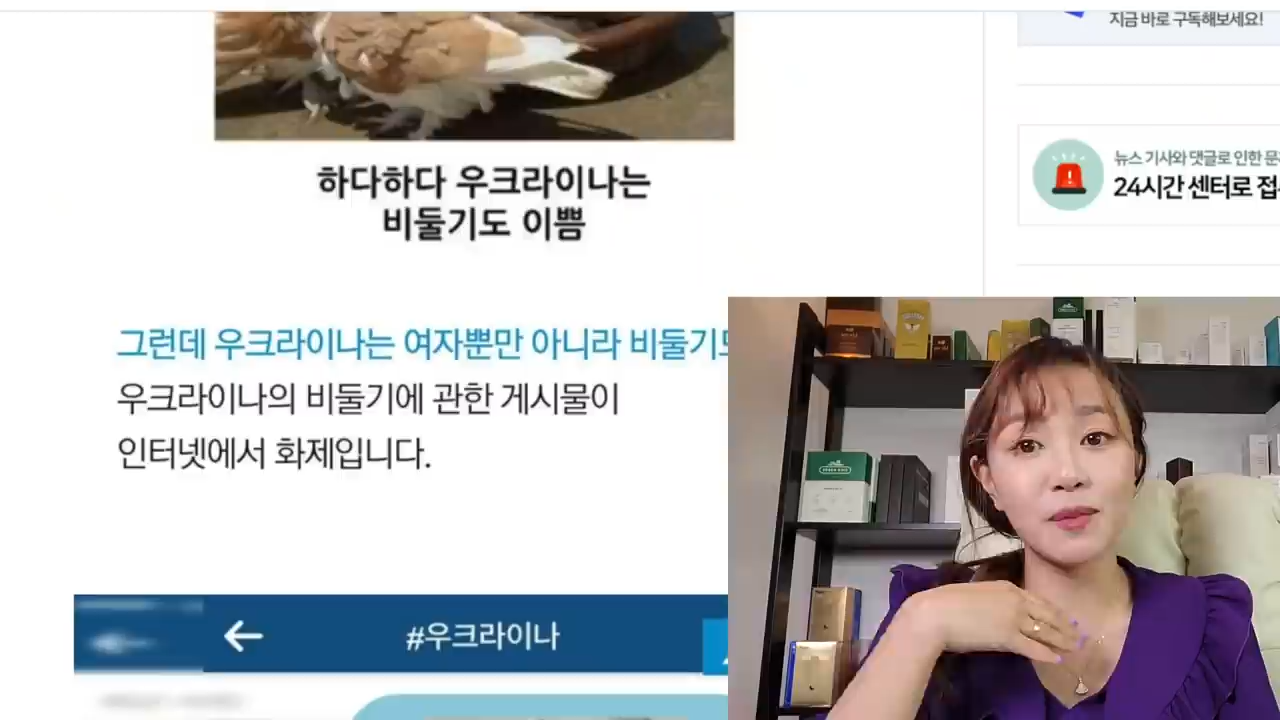 지금 바로 구독해보세요!
하다하다 우크라이나는
비둘기도 이쁨
뉴스 기사와 댓글로 인한
24시간 센터로
그런데 우크라이나는 여자뿐만 아니라 비둘기도
우크라이나의 비둘기에 관한 게시물이
인터넷에서 화제입니다.
#우크라이나